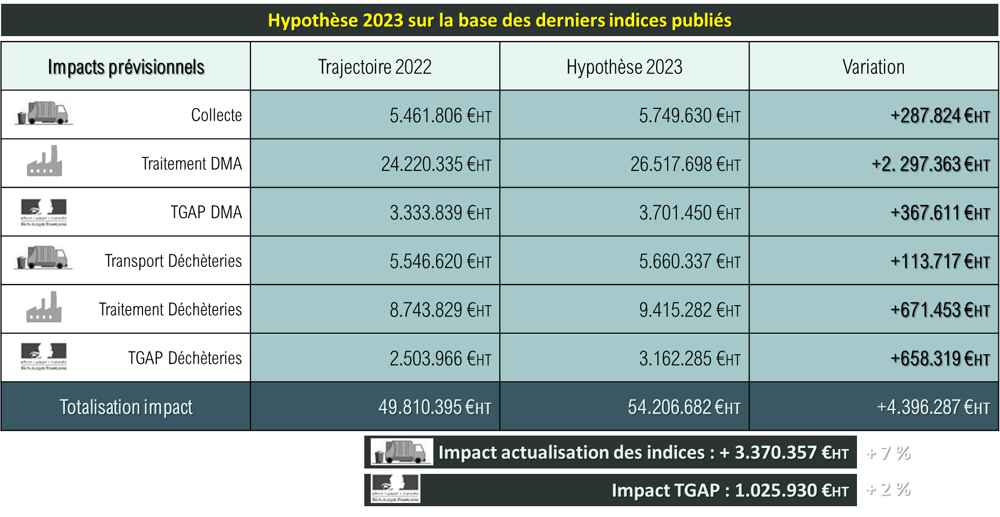 Hypothèse 2023 sur la base des derniers indices publiés
Impacts prévisionnels Trajectoire 2022 Hypothèse 2023 Variation
Collecte 5.461.806 €HT 5.749.630 €HT +287.824 €HT
Traitement DMA 24.220.335 €HT 26.517.698 €HT +2. 297.363 €HT
RÉPUBLIQUE FRANÇAISE TGAP DMA 3.333.839 €HT 3.701.450 €HT +367.611 €HT
Transport Déchèteries 5.546.620 €HT 5.660.337 €HT +113.717 €HT
Traitement Déchèteries 8.743.829 €HT 9.415.282 €HT +671.453 €HT
RÉPUBLIQUE FRANÇAISE TGAP Déchèteries 2.503.966 €HT 3.162.285 €HT +658.319 €HT
Totalisation impact 49.810.395 €HT 54.206.682 €HT +4.396.287 €HT
Impact actualisation des indices : + 3.370.357 €HT + 7 %
RÉPUBLIQUE FRANÇAISE Impact TGAP : 1.025.930 €HT + 2 %